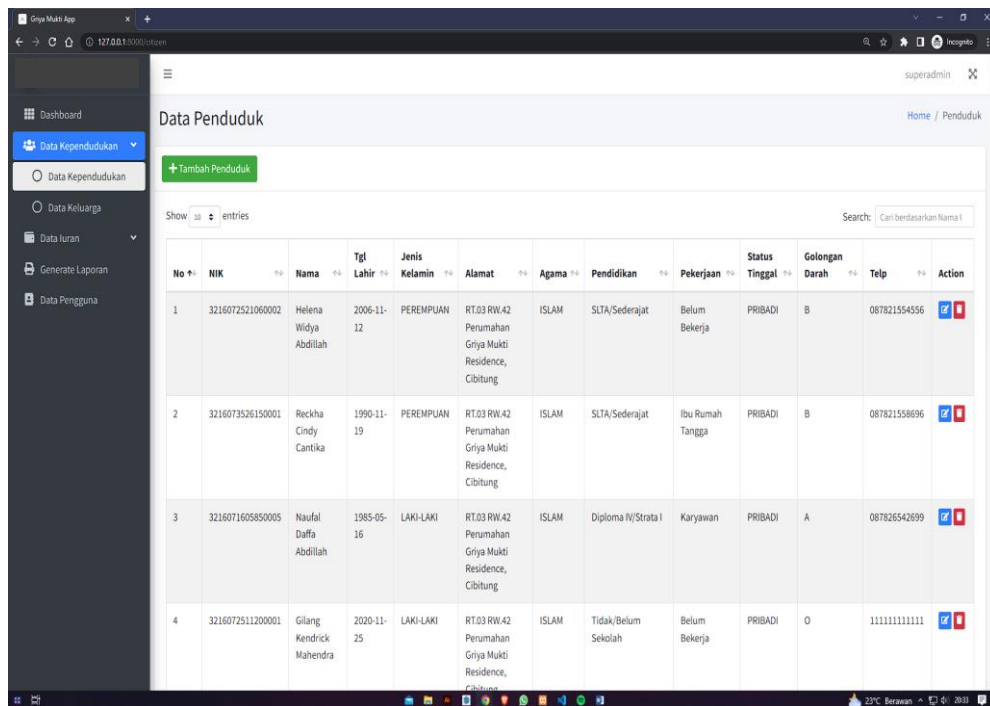 Griya Mukti App
127.0.0.1:8000/citizen
Incognito
superadmin
Dashboard
Data Kependudukan
Data Kependudukan
Data Keluarga
Data Iuran
Generate Laporan
Data Pengguna
Data Penduduk
Home / Penduduk
Tambah Penduduk
Show 10 entries
Search: Cari berdasarkan Nama
No NIK Nama Tgl Lahir Jenis Kelamin Alamat Agama Pendidikan Pekerjaan Status Tinggal Golongan Darah Telp Action
1 3216072521060002 Helena Widya Abdillah 2006-11-12 PEREMPUAN RT.03 RW.42 Perumahan Griya Mukti Residence, Cibitung ISLAM SLTA/Sederajat Belum Bekerja PRIBADI B 087821554556
2 3216073526150001 Reckha Cindy Cantika 1990-11-19 PEREMPUAN RT.03 RW.42 Perumahan Griya Mukti Residence, Cibitung ISLAM SLTA/Sederajat Ibu Rumah Tangga PRIBADI B 087821558696
3 3216071605850005 Naufal Daffa Abdillah 1985-05-16 LAKI-LAKI RT.03 RW.42 Perumahan Griya Mukti Residence, Cibitung ISLAM Diploma IV/Strata I Karyawan PRIBADI A 087826542699
4 3216072511200001 Gilang Kendrick Mahendra 2020-11-25 LAKI-LAKI RT.03 RW.42 Perumahan Griya Mukti Residence, Cibitung ISLAM Tidak/Belum Sekolah Belum Bekerja PRIBADI O 111111111111
23°C Berawan 20:33